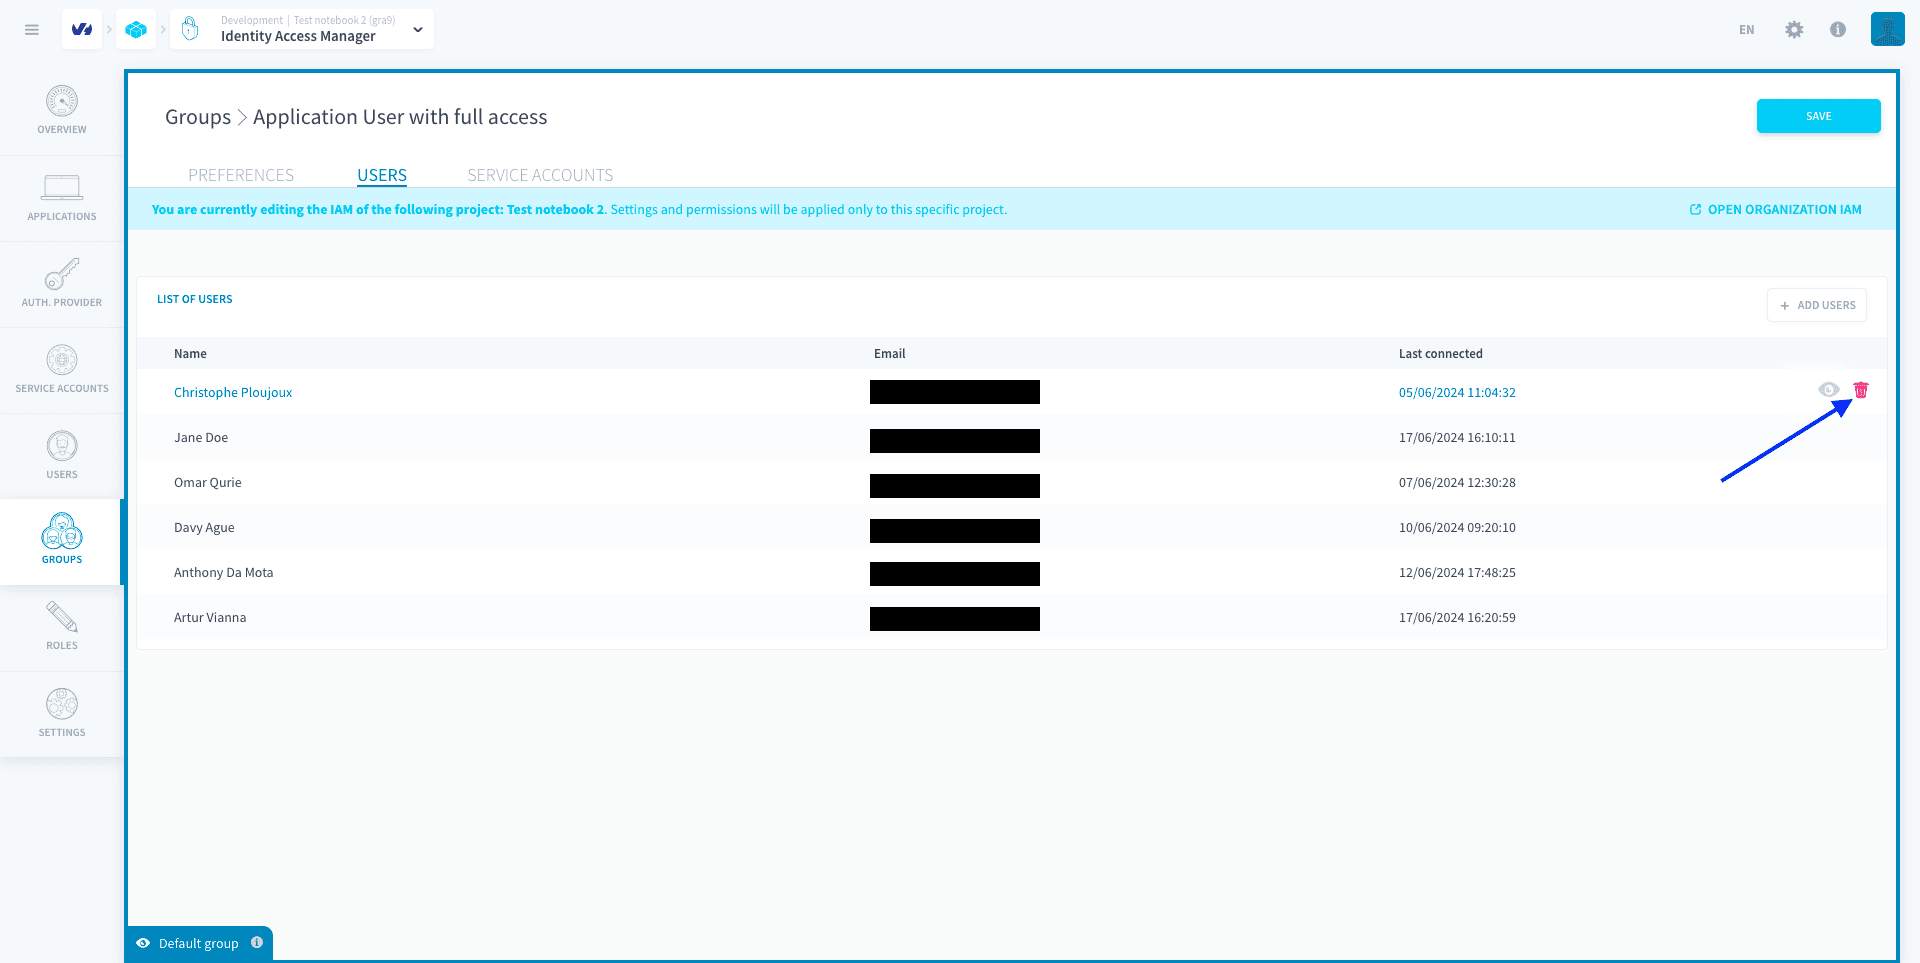 Development | Test notebook 2 (gra9)
Identity Access Manager
EN
OVERVIEW
APPLICATIONS
AUTH. PROVIDER
SERVICE ACCOUNTS
USERS
GROUPS
ROLES
SETTINGS
Groups > Application User with full access
SAVE
PREFERENCES USERS SERVICE ACCOUNTS
You are currently editing the IAM of the following project: Test notebook 2. Settings and permissions will be applied only to this specific project.
OPEN ORGANIZATION IAM
LIST OF USERS
+ ADD USERS
Name Email Last connected
Christophe Ploujoux 05/06/2024 11:04:32
Jane Doe 17/06/2024 16:10:11
Omar Qurie 07/06/2024 12:30:28
Davy Ague 10/06/2024 09:20:10
Anthony Da Mota 12/06/2024 17:48:25
Artur Vianna 17/06/2024 16:20:59
Default group